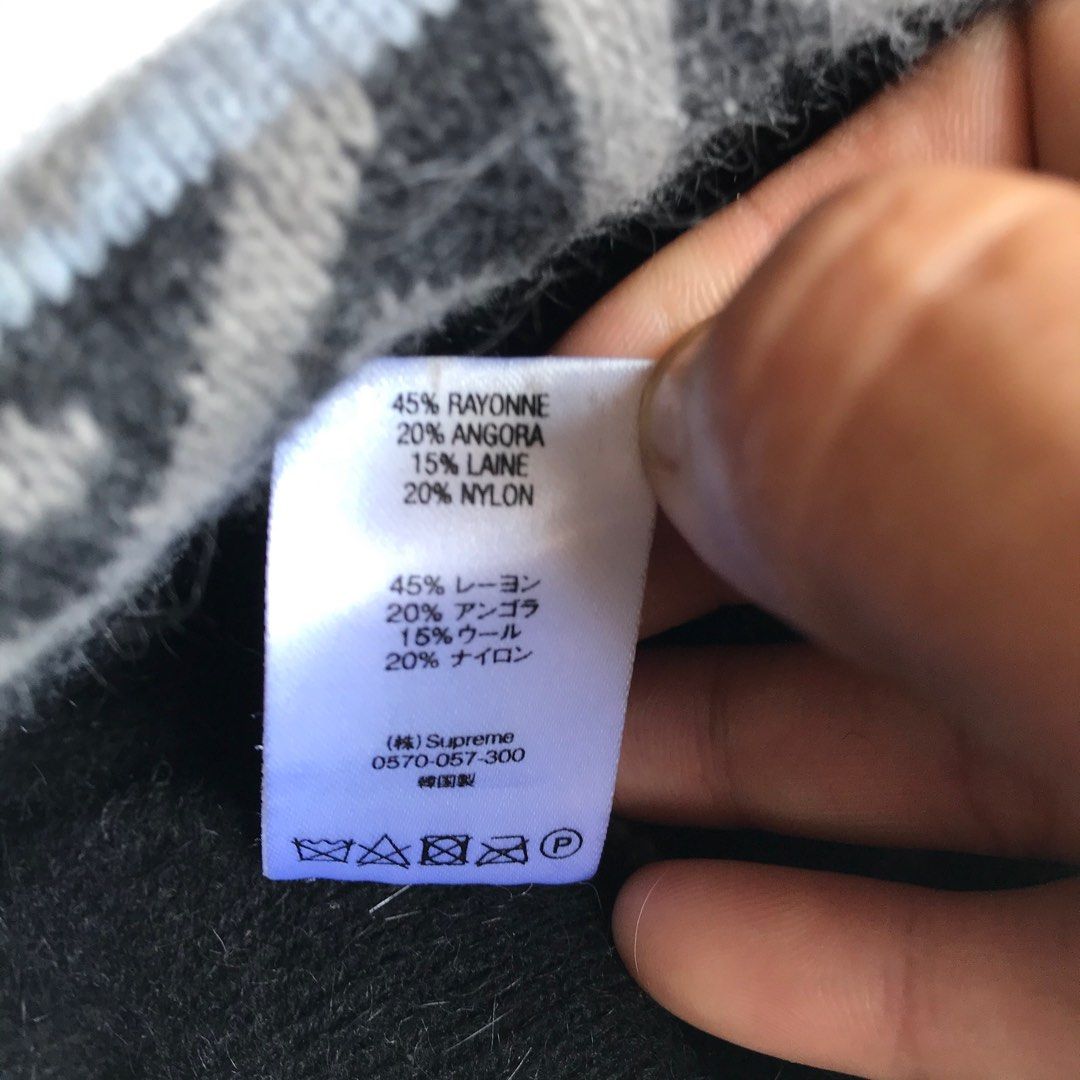 45% RAYONNE
20% ANGORA
15% LAINE
20% NYLON
45% レーヨン
20% アンゴラ
15% ウール
20% ナイロン
(株) Supreme
0570-057-300
韓国製
P